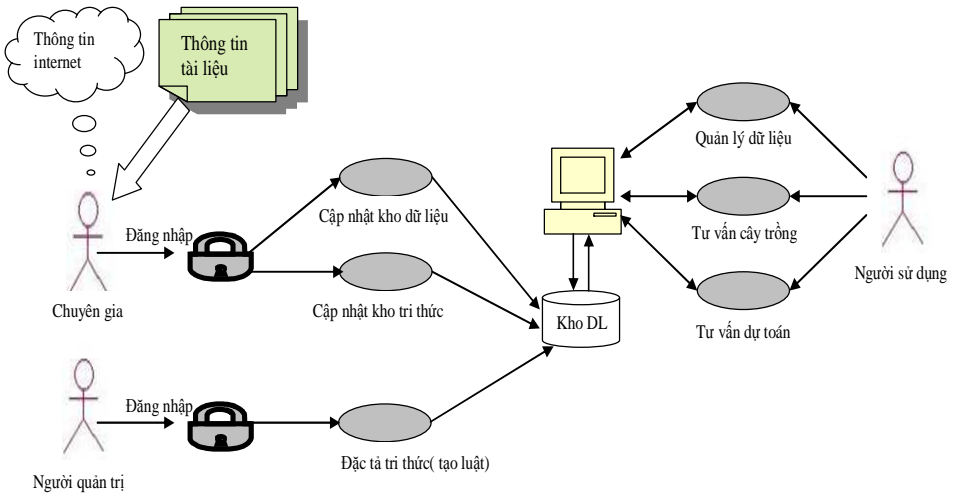 Thông tin
internet
Thông tin
tài liệu
Quản lý dữ liệu
Cập nhật kho dữ liệu
Đăng nhập
Tư vấn cây trồng
Người sử dụng
Chuyên gia
Cập nhật kho tri thức
Kho DL
Tư vấn dự toán
Đăng nhập
Đặc tả tri thức( tạo luật)
Người quản trị